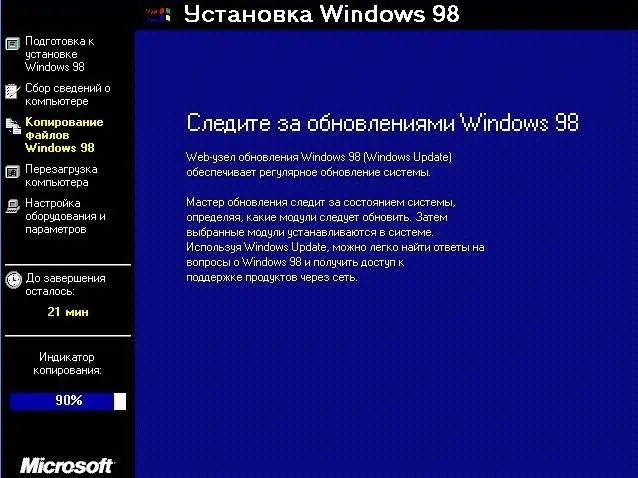 Установка Windows 98
Подготовка к
установке
Windows 98
Сбор сведений о
компьютере
Копирование
файлов
Windows 98
Перезагрузка
компьютера
Настройка
оборудования и
параметров
До завершения
осталось:
21 мин
Индикатор
копирования:
90%
Microsoft
Следите за обновлениями Windows 98
Web-узел обновления Windows 98 (Windows Update)
обеспечивает регулярное обновление системы.
Мастер обновления следит за состоянием системы,
определяя, какие модули следует обновить. Затем
выбранные модули устанавливаются в системе.
Используя Windows Update, можно легко найти ответы на
вопросы о Windows 98 и получить доступ к
поддержке продуктов через сеть.